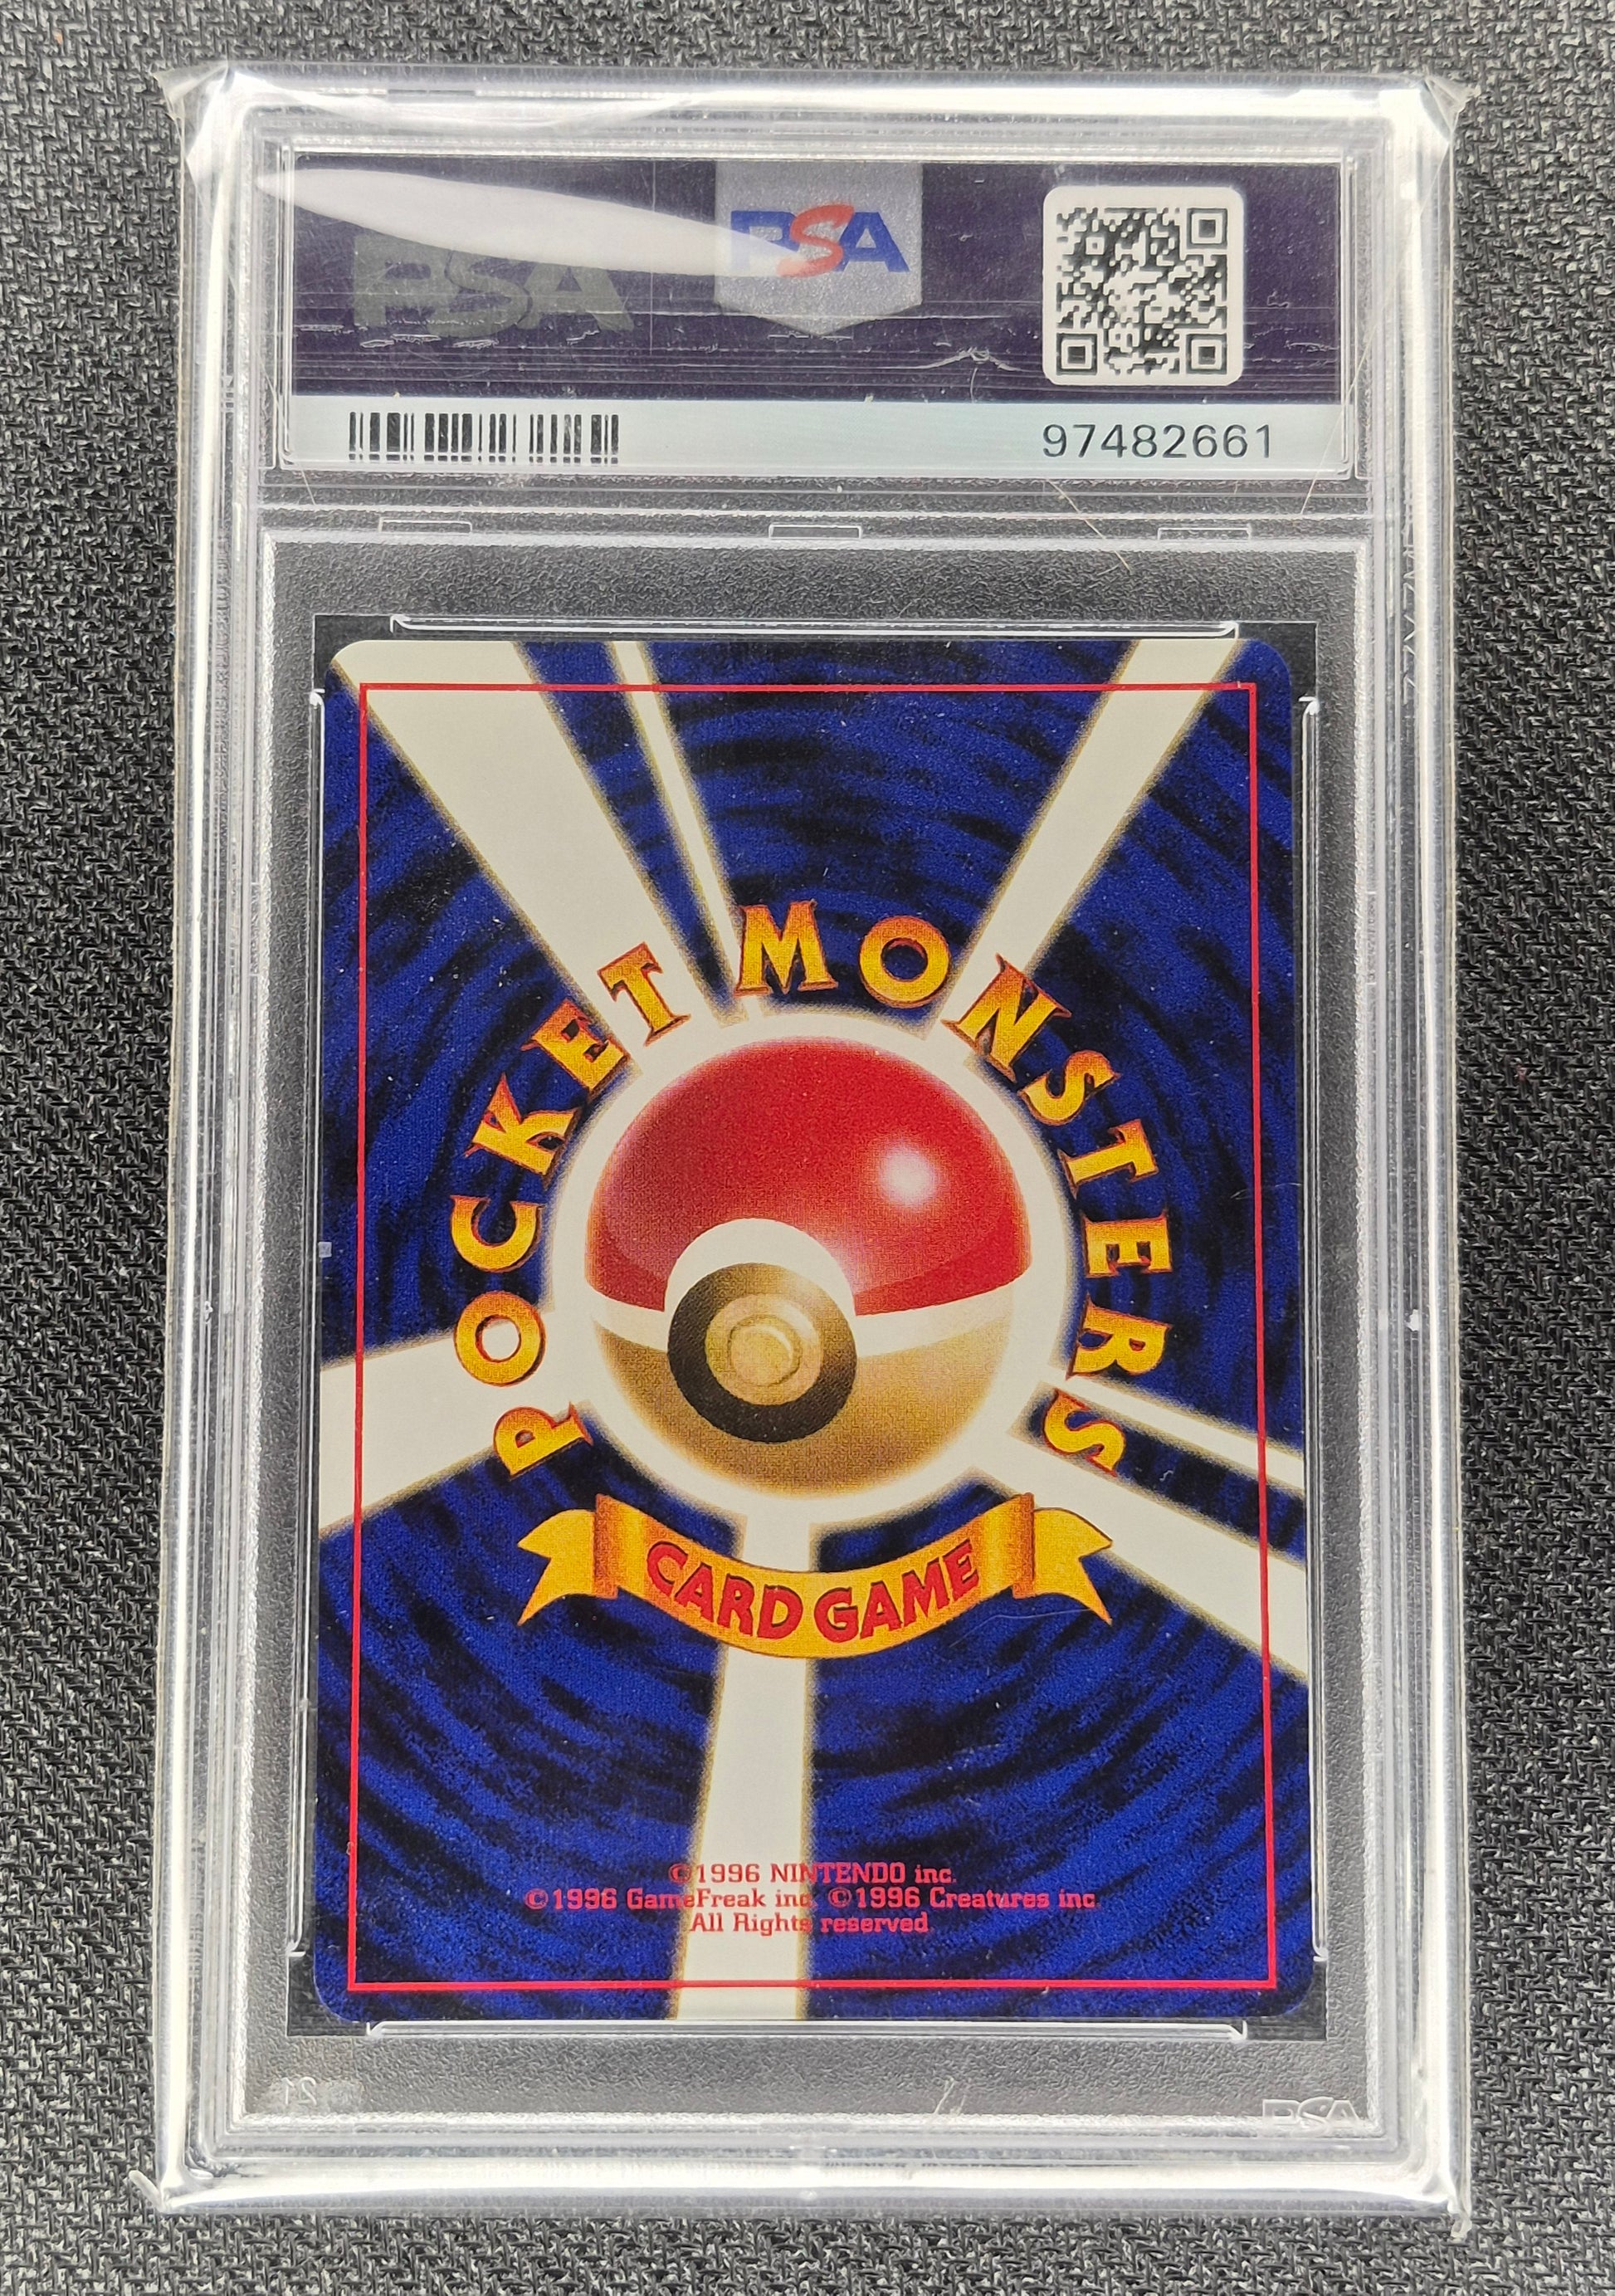 PSA
PSA
97482661
POCKET MONSTERS
CARD GAME
©1996 NINTENDO inc.
©1996 GameFreak inc. ©1996 Creatures inc.
All Rights reserved
PSA